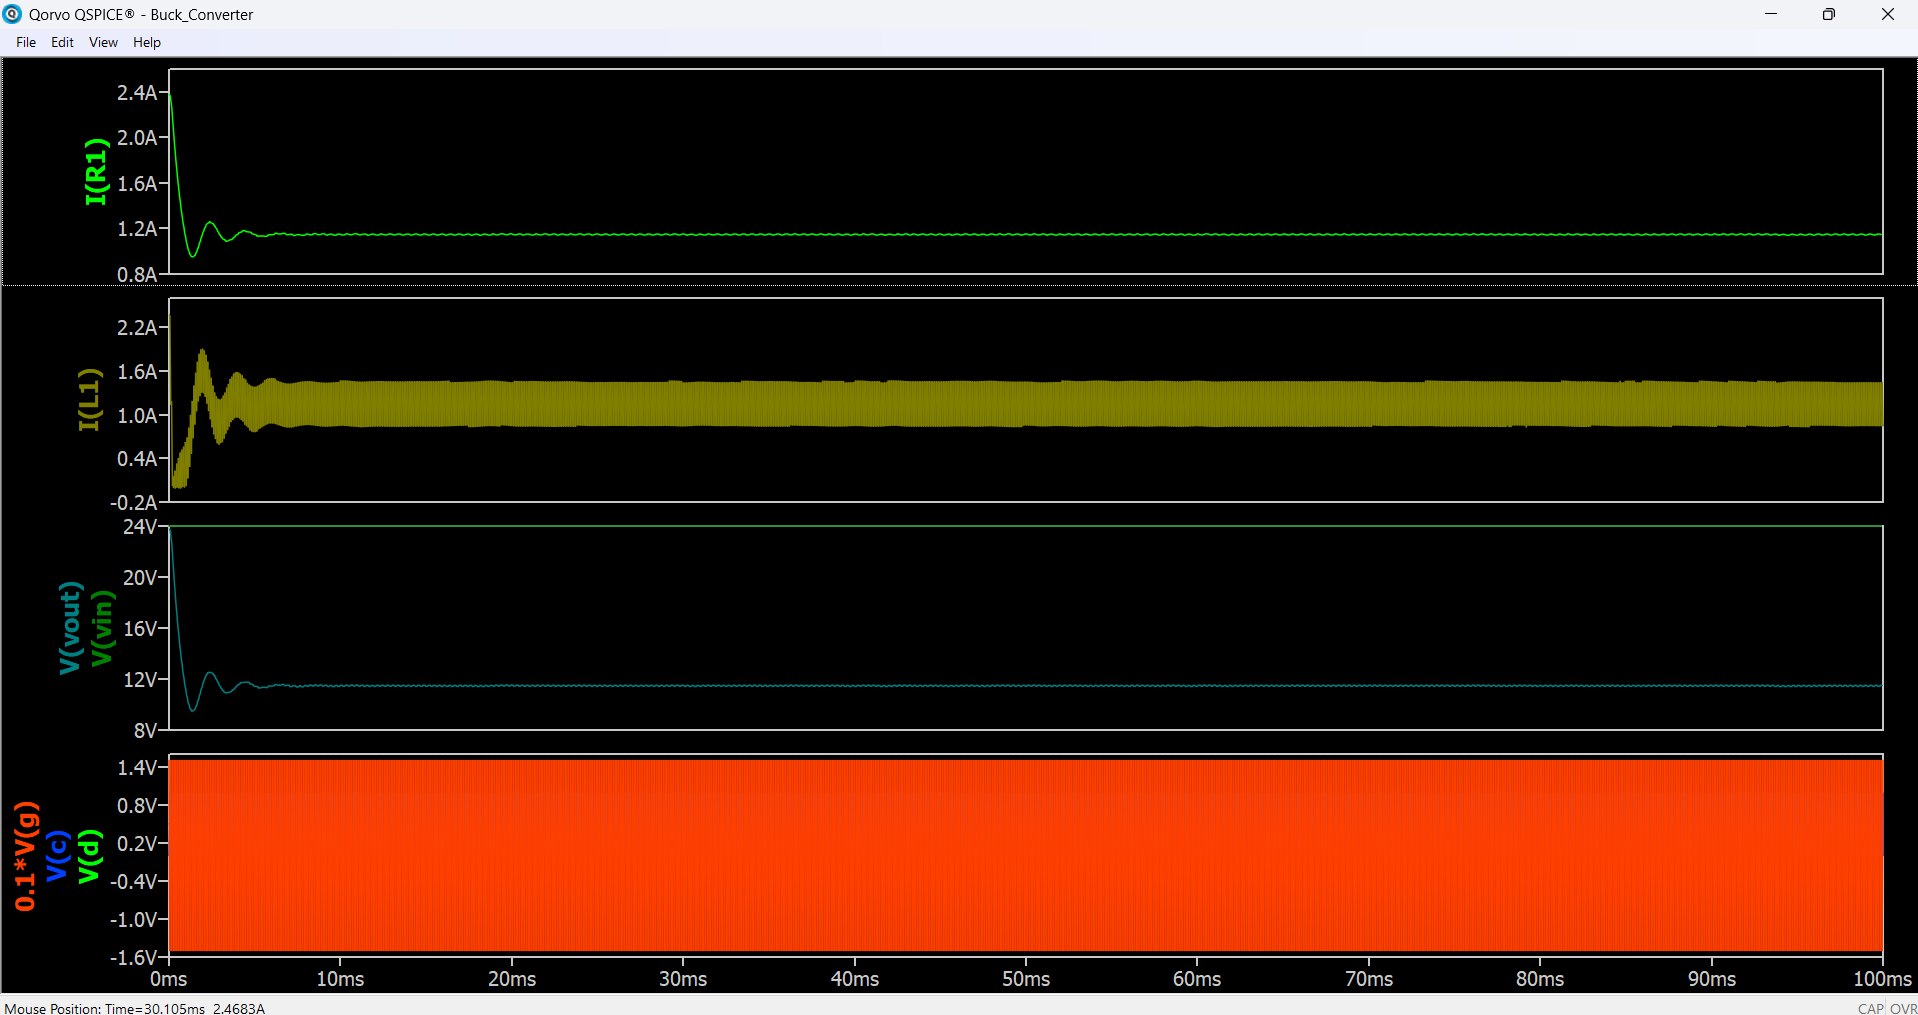 Qorvo QSPICE® - Buck_Converter
File Edit View Help
I(R1)
2.4A
2.0A
1.6A
1.2A
0.8A
I(L1)
2.2A
1.6A
1.0A
0.4A
-0.2A
V(vout)
V(vin)
24V
20V
16V
12V
8V
0.1*V(g)
V(c)
V(d)
1.4V
0.8V
0.2V
-0.4V
-1.0V
-1.6V
0ms 10ms 20ms 30ms 40ms 50ms 60ms 70ms 80ms 90ms 100ms
Mouse Position: Time=30.105ms 2.4683A CAP OVR